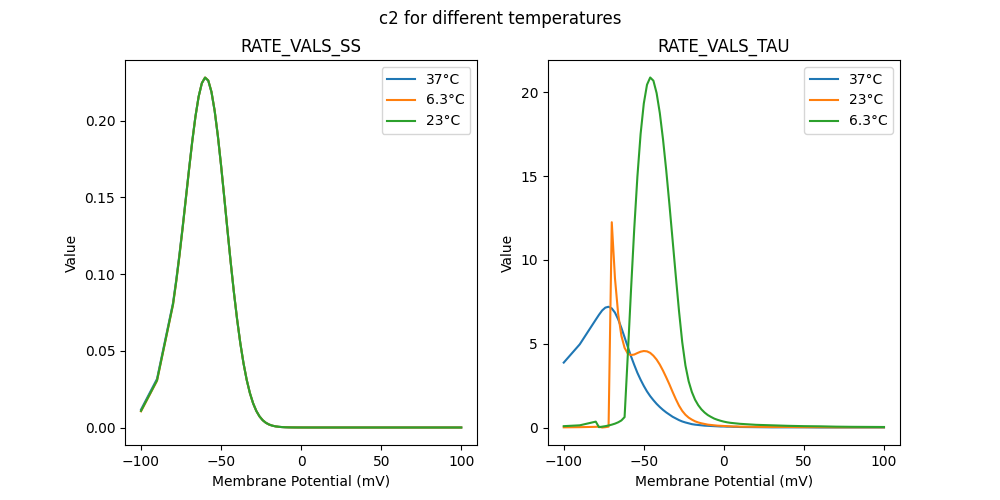 c2 for different temperatures
RATE_VALS_SS
37°C
6.3°C
23°C
0.20
0.15
0.10
0.05
0.00
Value
−100
−50
0
50
100
Membrane Potential (mV)
RATE_VALS_TAU
37°C
23°C
6.3°C
20
15
10
5
0
Value
−100
−50
0
50
100
Membrane Potential (mV)